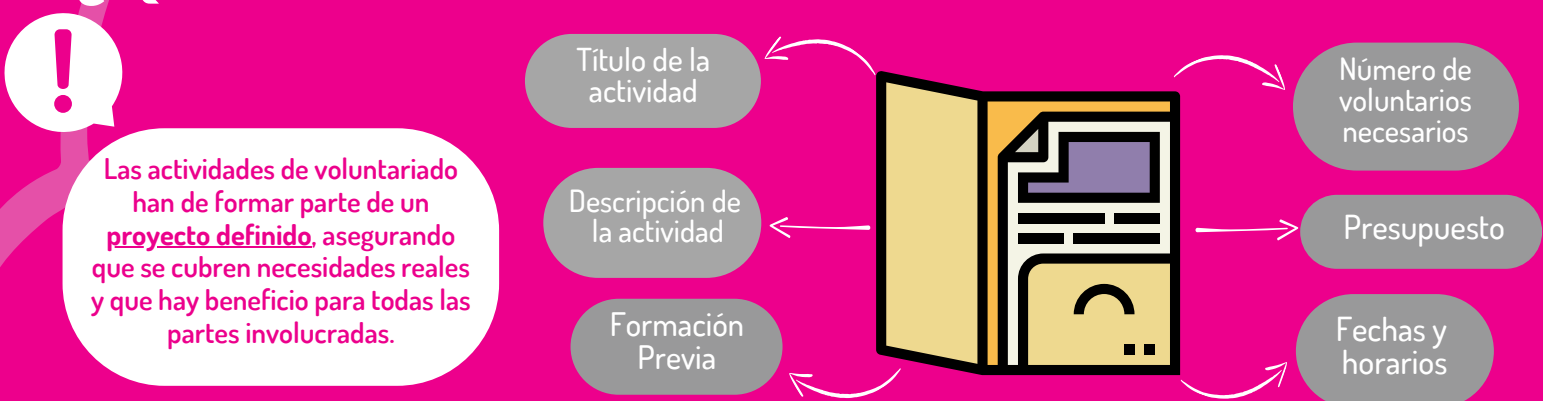 !
Las actividades de voluntariado
han de formar parte de un
proyecto definido, asegurando
que se cubren necesidades reales
y que hay beneficio para todas las
partes involucradas.
Título de la
actividad
Descripción de
la actividad
Formación
Previa
Número de
voluntarios
necesarios
Presupuesto
Fechas y
horarios